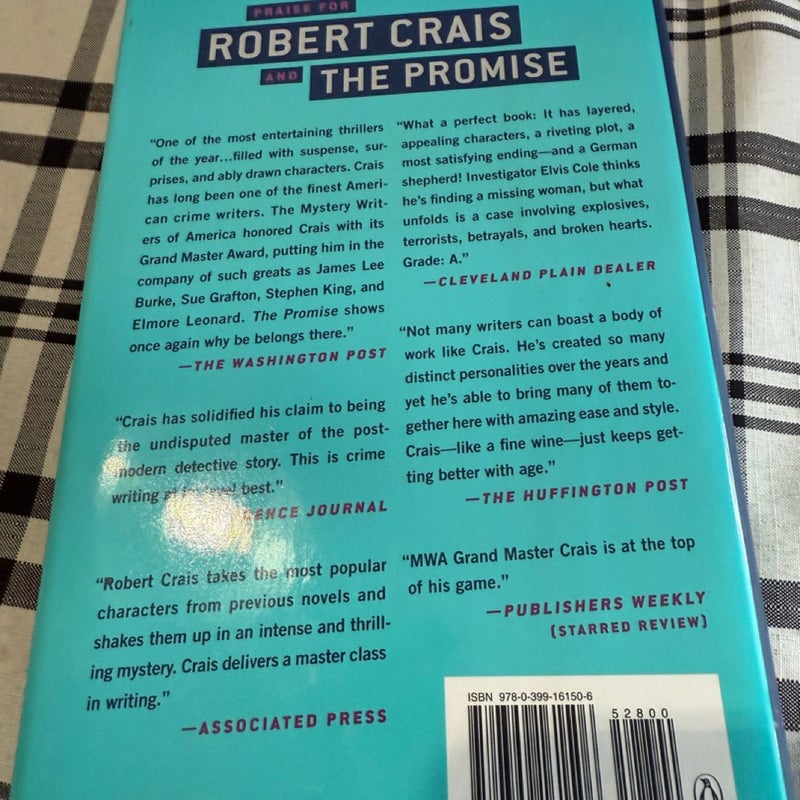 PRAISE FOR
ROBERT CRAIS
AND THE PROMISE
"One of the most entertaining thrillers
of the year...filled with suspense, sur-
prises, and ably drawn characters. Crais
has long been one of the finest Ameri-
can crime writers. The Mystery Writ-
ers of America honored Crais with its
Grand Master Award, putting him in the
company of such greats as James Lee
Burke, Sue Grafton, Stephen King, and
Elmore Leonard. The Promise shows
once again why be belongs there."
—THE WASHINGTON POST
"Crais has solidified his claim to being
the undisputed master of the post-
modern detective story. This is crime
writing at best."
JOURNAL
"Robert Crais takes the most popular
characters from previous novels and
shakes them up in an intense and thrill-
ing mystery. Crais delivers a master class
in writing."
—ASSOCIATED PRESS
"What a perfect book: It has layered,
appealing characters, a riveting plot, a
most satisfying ending—and a German
shepherd! Investigator Elvis Cole thinks
he's finding a missing woman, but what
unfolds is a case involving explosives,
terrorists, betrayals, and broken hearts.
Grade: A."
—CLEVELAND PLAIN DEALER
"Not many writers can boast a body of
work like Crais. He's created so many
distinct personalities over the years and
yet he's able to bring many of them to-
gether here with amazing ease and style.
Crais—like a fine wine—just keeps get-
ting better with age."
—THE HUFFINGTON POST
"MWA Grand Master Crais is at the top
of his game."
—PUBLISHERS WEEKLY
(STARRED REVIEW)
ISBN 978-0-399-16150-6
52800